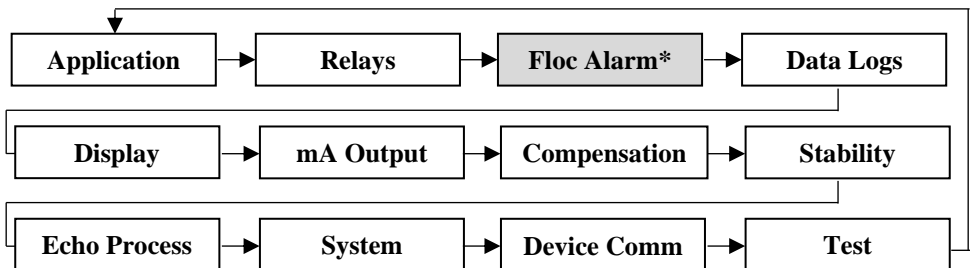 Application
Relays
Floc Alarm*
Data Logs
Display
mA Output
Compensation
Stability
Echo Process
System
Device Comm
Test